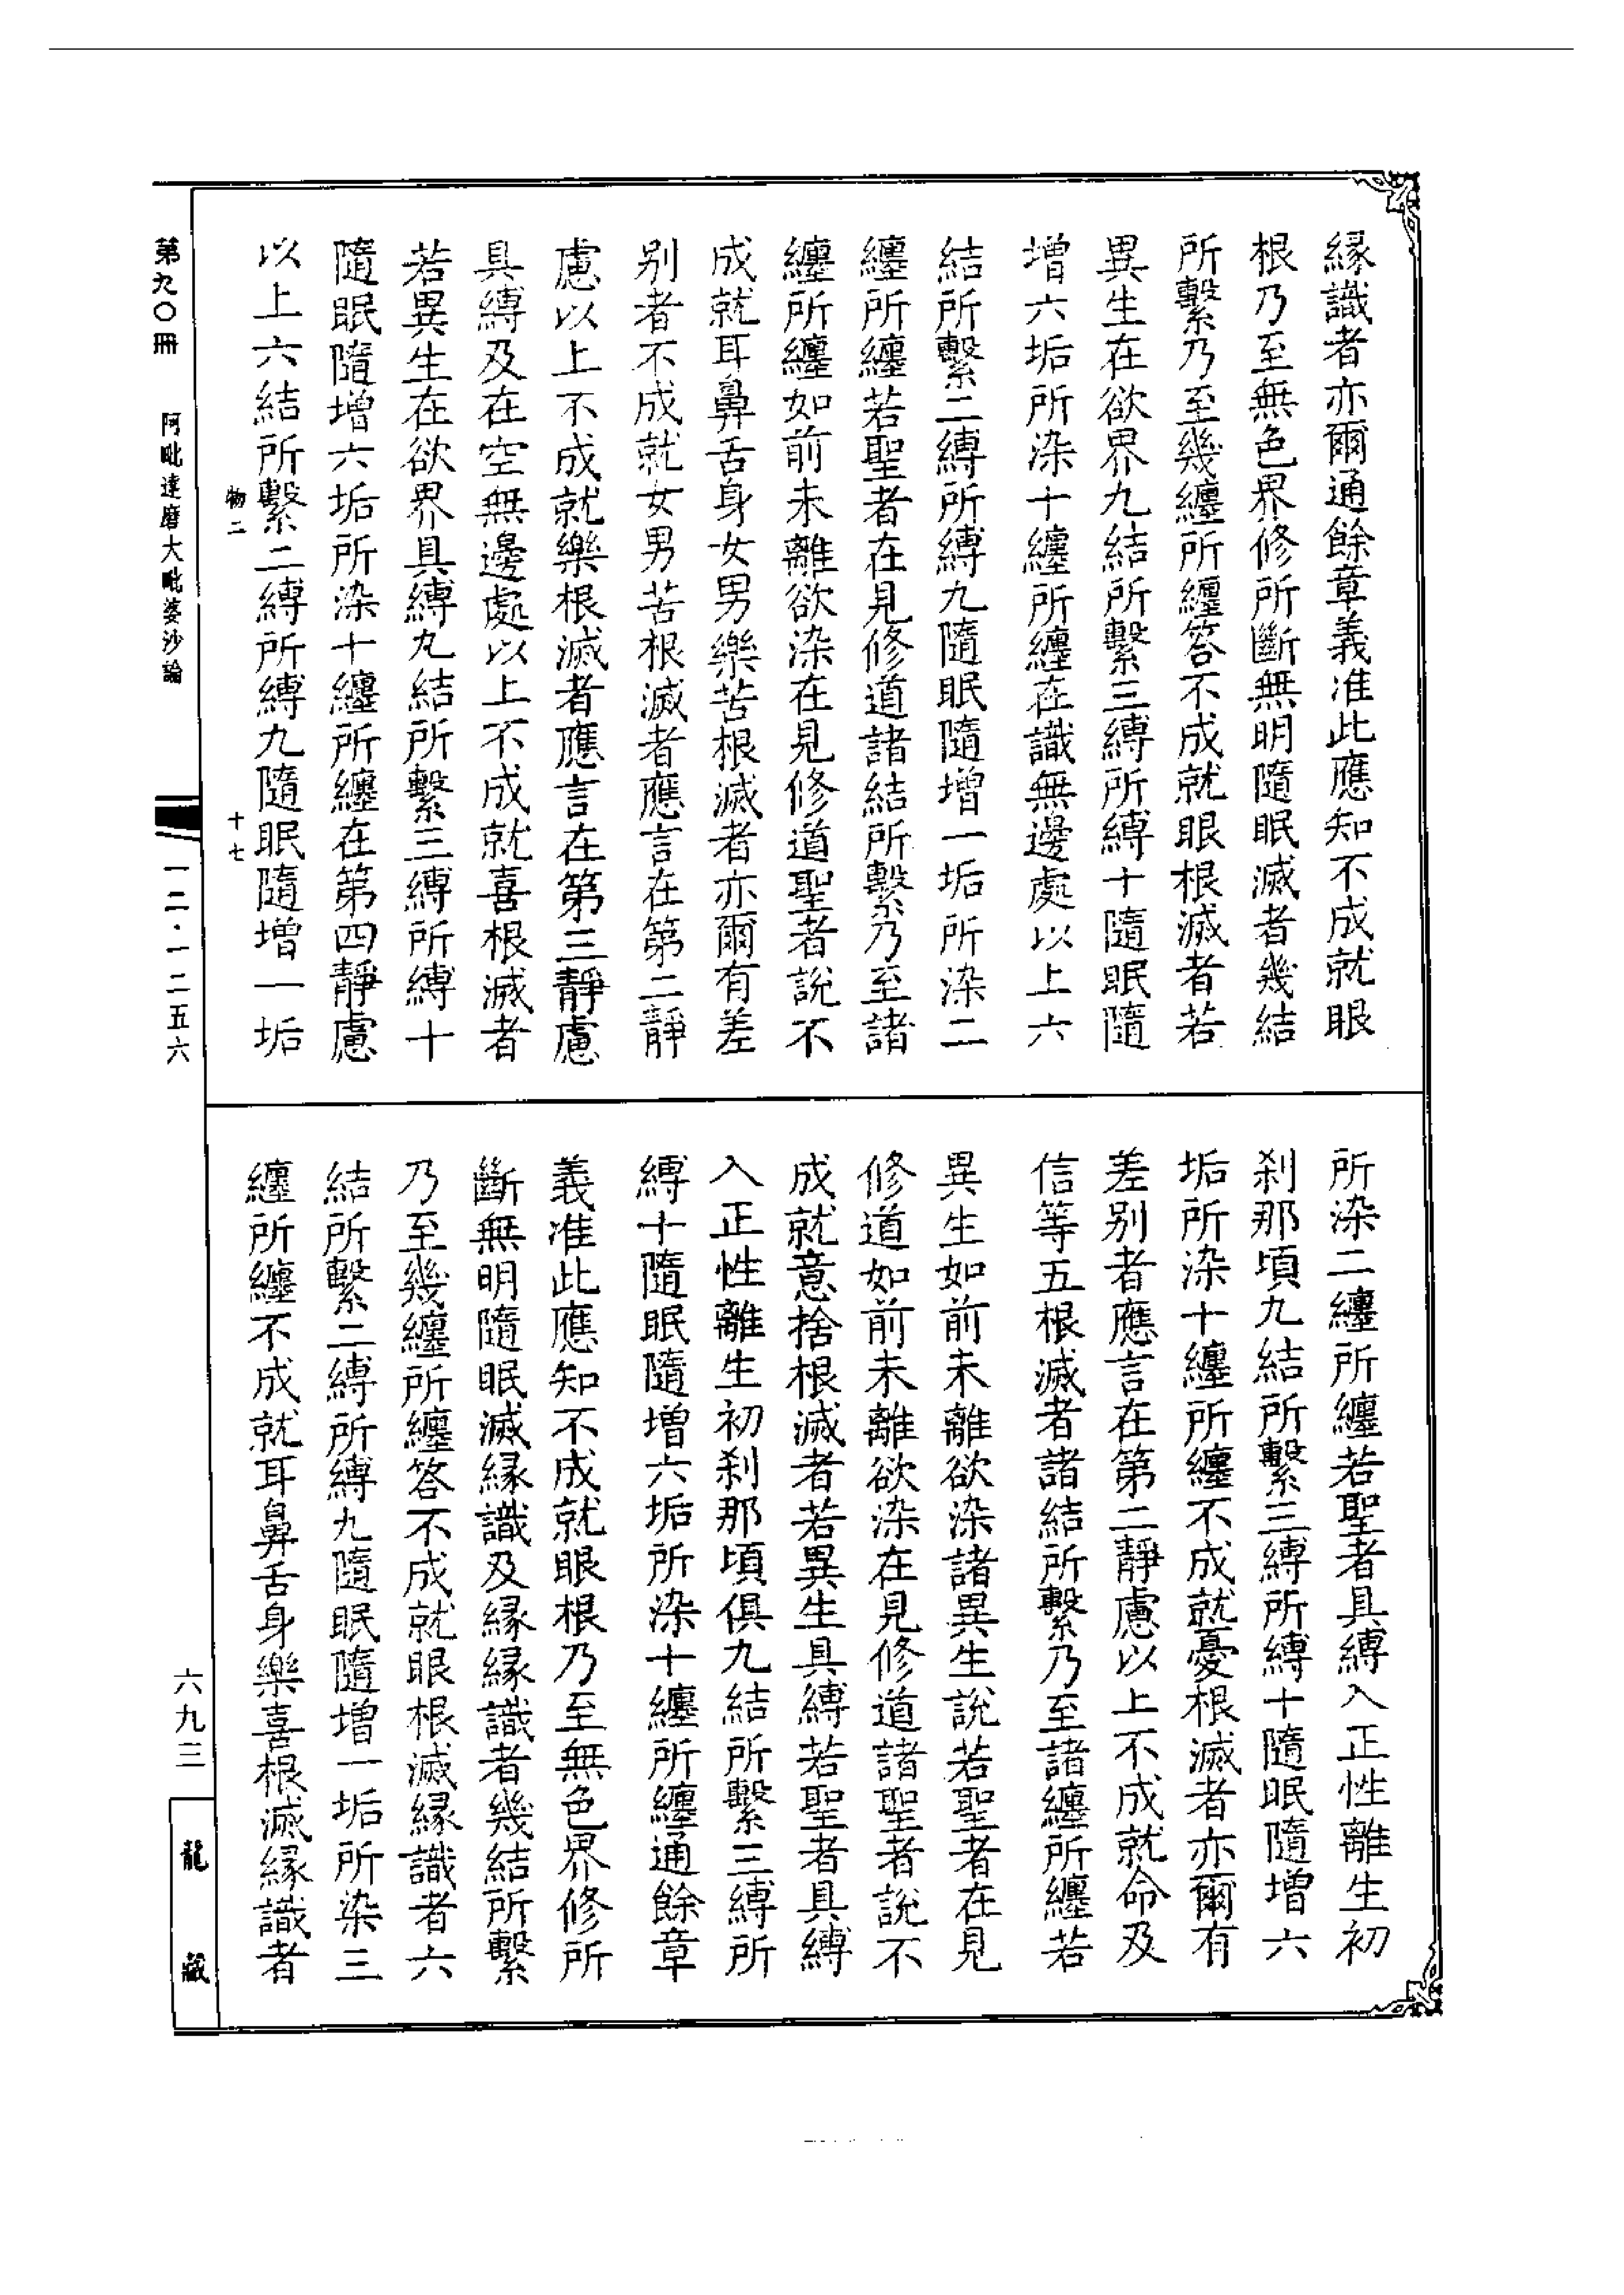 緣識者亦爾通餘章義准此應知不成就眼
根乃至無色界修所斷無明隨眠滅者幾結
所繫乃至幾纏所纏答不成就眼根滅者若
異生在欲界九結所繫三縛所縛十隨眠隨
增六垢所染十纏所纏在識無邊處以上六
結所繫二縛所縛九隨眠隨增一垢所染二
纏所纏若聖者在見修道諸結所繫乃至諸
纏所纏如前未離欲染在見修道聖者說不
成就耳鼻舌身女男樂苦根滅者亦爾有差
別者不成就女男苦根滅者應言在第二靜
慮以上不成就樂根滅者應言在第三靜慮
具縛及在空無邊處以上不成就喜根滅者
若異生在欲界具縛九結所繫三縛所縛十
隨眠隨增六垢所染十纏所纏在第四靜慮
以上六結所繫二縛所縛九隨眠隨增一垢
所染二纏所纏若聖者具縛入正性離生初
刹那頃九結所繫三縛所縛十隨眠隨增六
垢所染十纏所纏不成就憂根滅者亦爾有
差別者應言在第二靜慮以上不成就命及
信等五根滅者諸結所繫乃至諸纏所纏若
異生如前未離欲染諸異生說若聖者在見
修道如前未離欲染在見修道諸聖者說不
成就意捨根滅者若異生具縛若聖者具縛
入正性離生初刹那頃俱九結所繫三縛所
縛十隨眠隨增六垢所染十纏所纏通餘章
義准此應知不成就眼根乃至無色界修所
斷無明隨眠滅緣識及緣緣識者幾結所繫
乃至幾纏所纏答不成就眼根滅緣識者六
結所繫二縛所縛九隨眠隨增一垢所染三
纏所纏不成就耳鼻舌身樂喜根滅緣識者
物二
十七
第九〇冊
阿毗達磨大毗婆沙論
一二·一二五六
六九三
龍藏